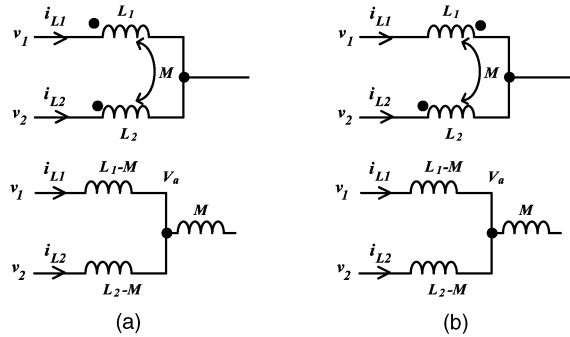 i_L1 L_1
v_1
M
i_L2
v_2
L_2
i_L1 L_1
v_1
M
i_L2
v_2
L_2
i_L1 L_1-M V_a
v_1
M
i_L2
v_2
L_2-M
(a)
i_L1 L_1-M V_a
v_1
M
i_L2
v_2
L_2-M
(b)